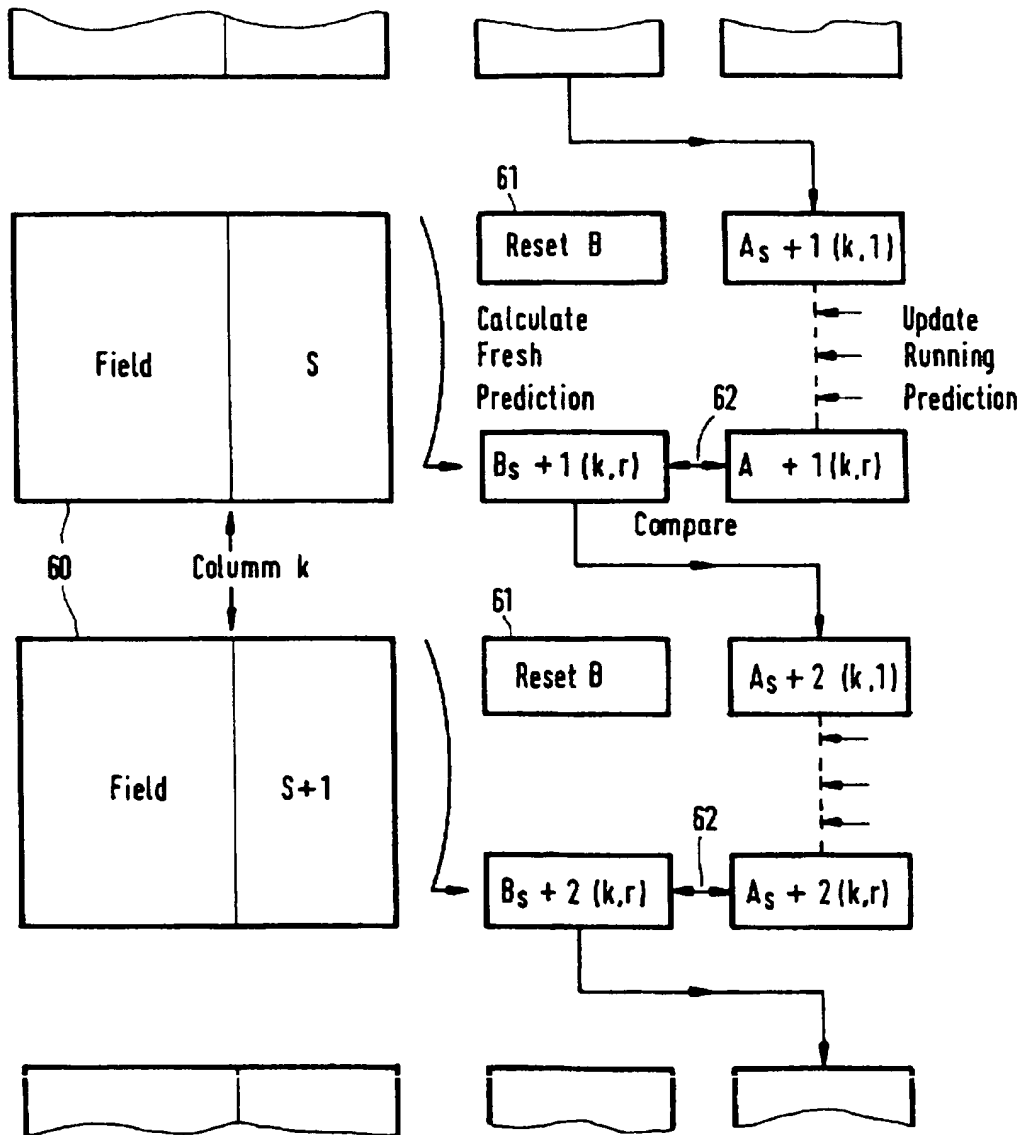 61
Reset B
As + 1 (k,1)
Field
S
Calculate
Fresh
Prediction
Update
Running
Prediction
62
Bs + 1 (k,r)
A + 1(k,r)
Compare
60
Columm k
61
Reset B
As + 2 (k,1)
Field
S+1
62
Bs + 2 (k,r)
As + 2(k,r)